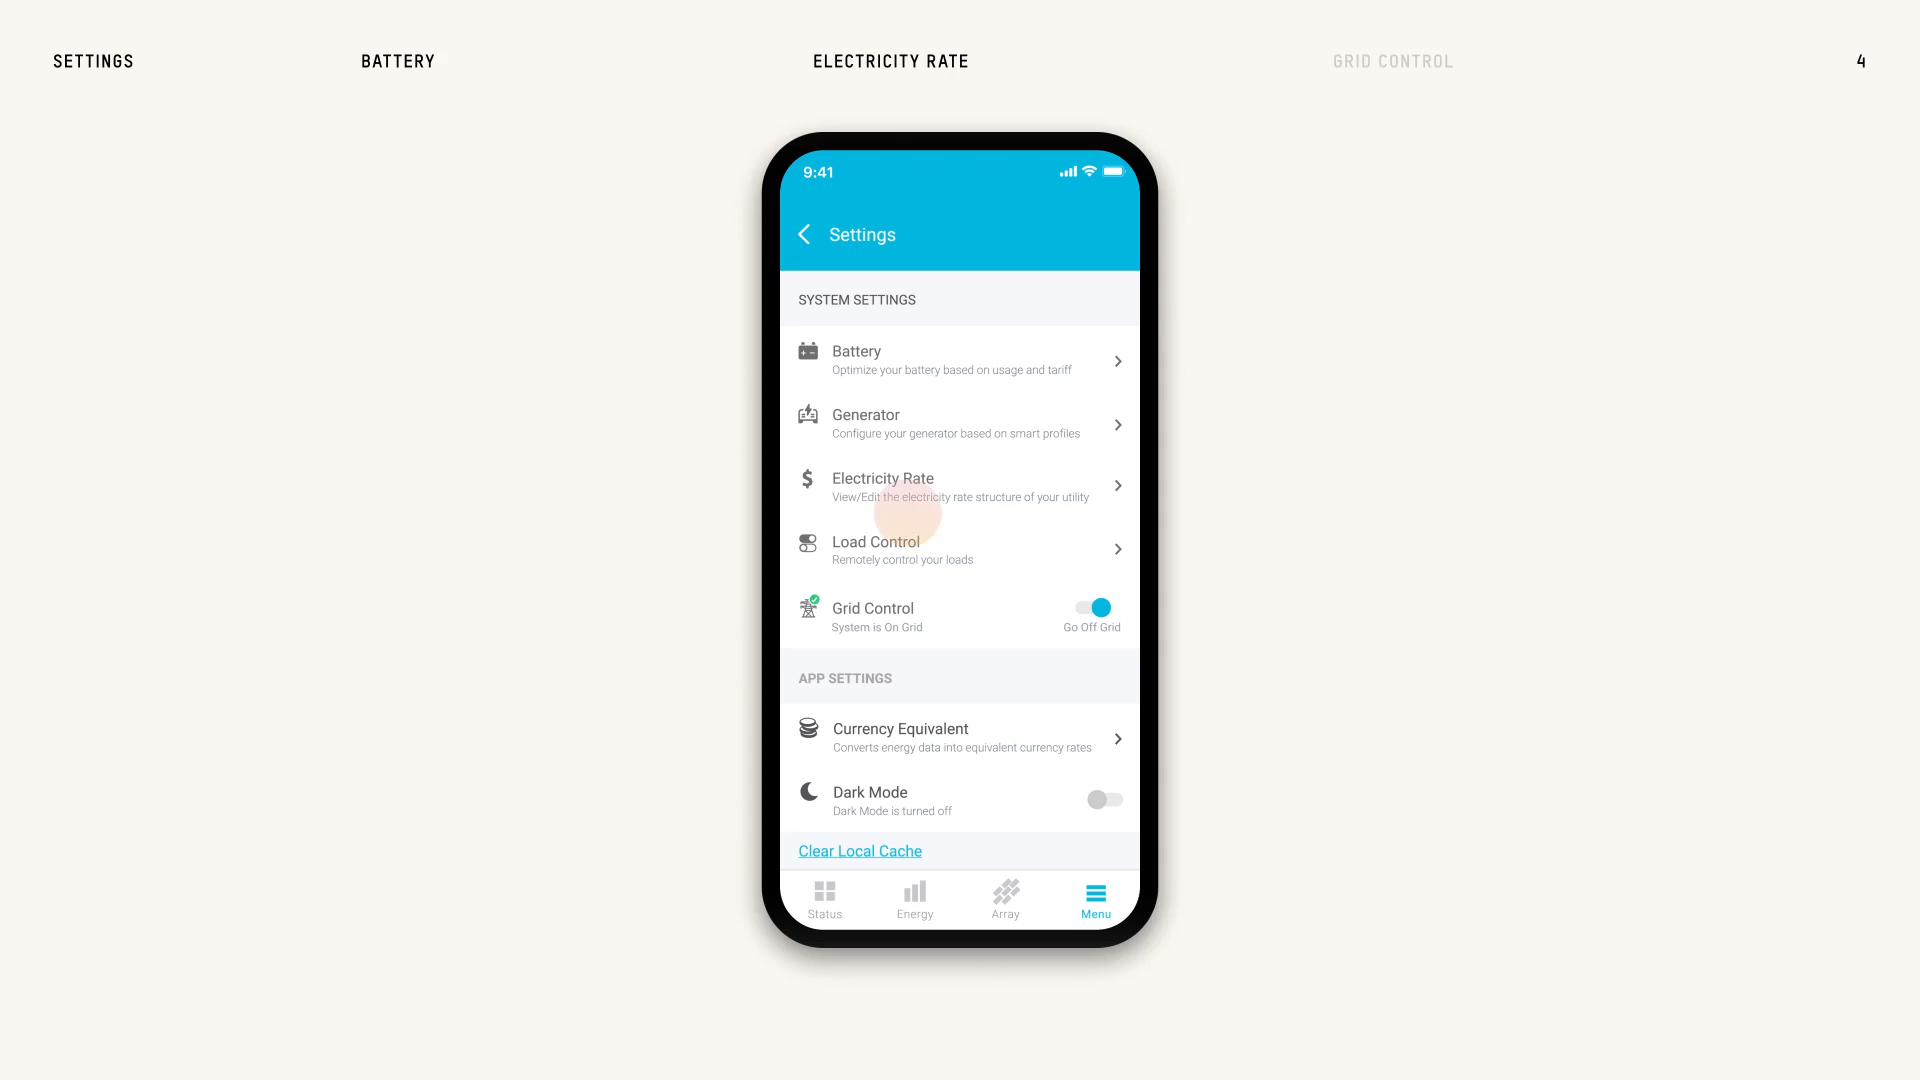 SETTINGS
BATTERY
ELECTRICITY RATE
GRID CONTROL
4
9:41
Settings
SYSTEM SETTINGS
Battery
Optimize your battery based on usage and tariff
Generator
Configure your generator based on smart profiles
Electricity Rate
View/Edit the electricity rate structure of your utility
Load Control
Remotely control your loads
Grid Control
System is On Grid
Go Off Grid
APP SETTINGS
Currency Equivalent
Converts energy data into equivalent currency rates
Dark Mode
Dark Mode is turned off
Clear Local Cache
Status
Energy
Array
Menu